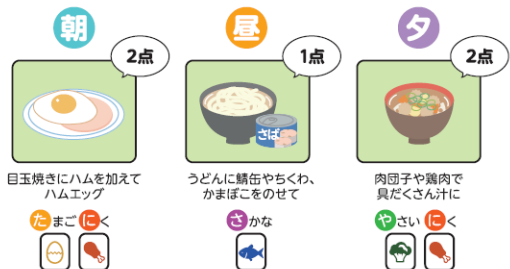 朝
2点
目玉焼きにハムを加えて
ハムエッグ
たまご にく
昼
1点
さば
うどんに鯖缶やちくわ、
かまぼこをのせて
さかな
夕
2点
肉団子や鶏肉で
具だくさん汁に
やさい にく